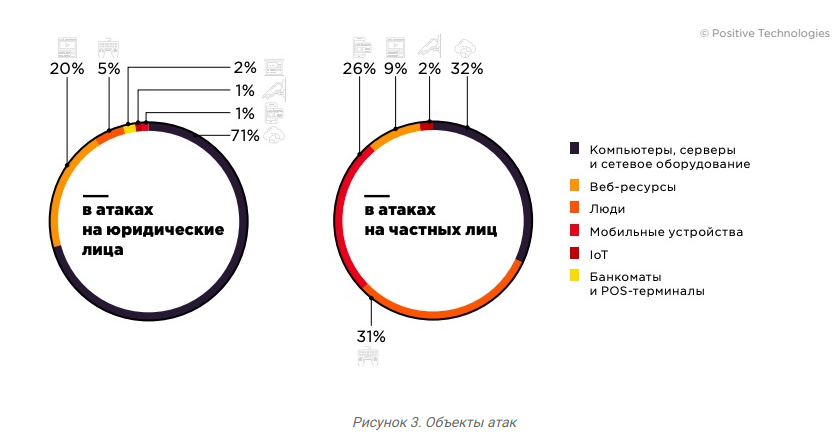 © Positive Technologies
20% 5% 2%
1%
1%
71%
26% 9% 2% 32%
в атаках
на юридические
лица
в атаках
на частных лиц
31%
Компьютеры, серверы
и сетевое оборудование
Веб-ресурсы
Люди
Мобильные устройства
IoT
Банкоматы
и POS-терминалы
Рисунок 3. Объекты атак